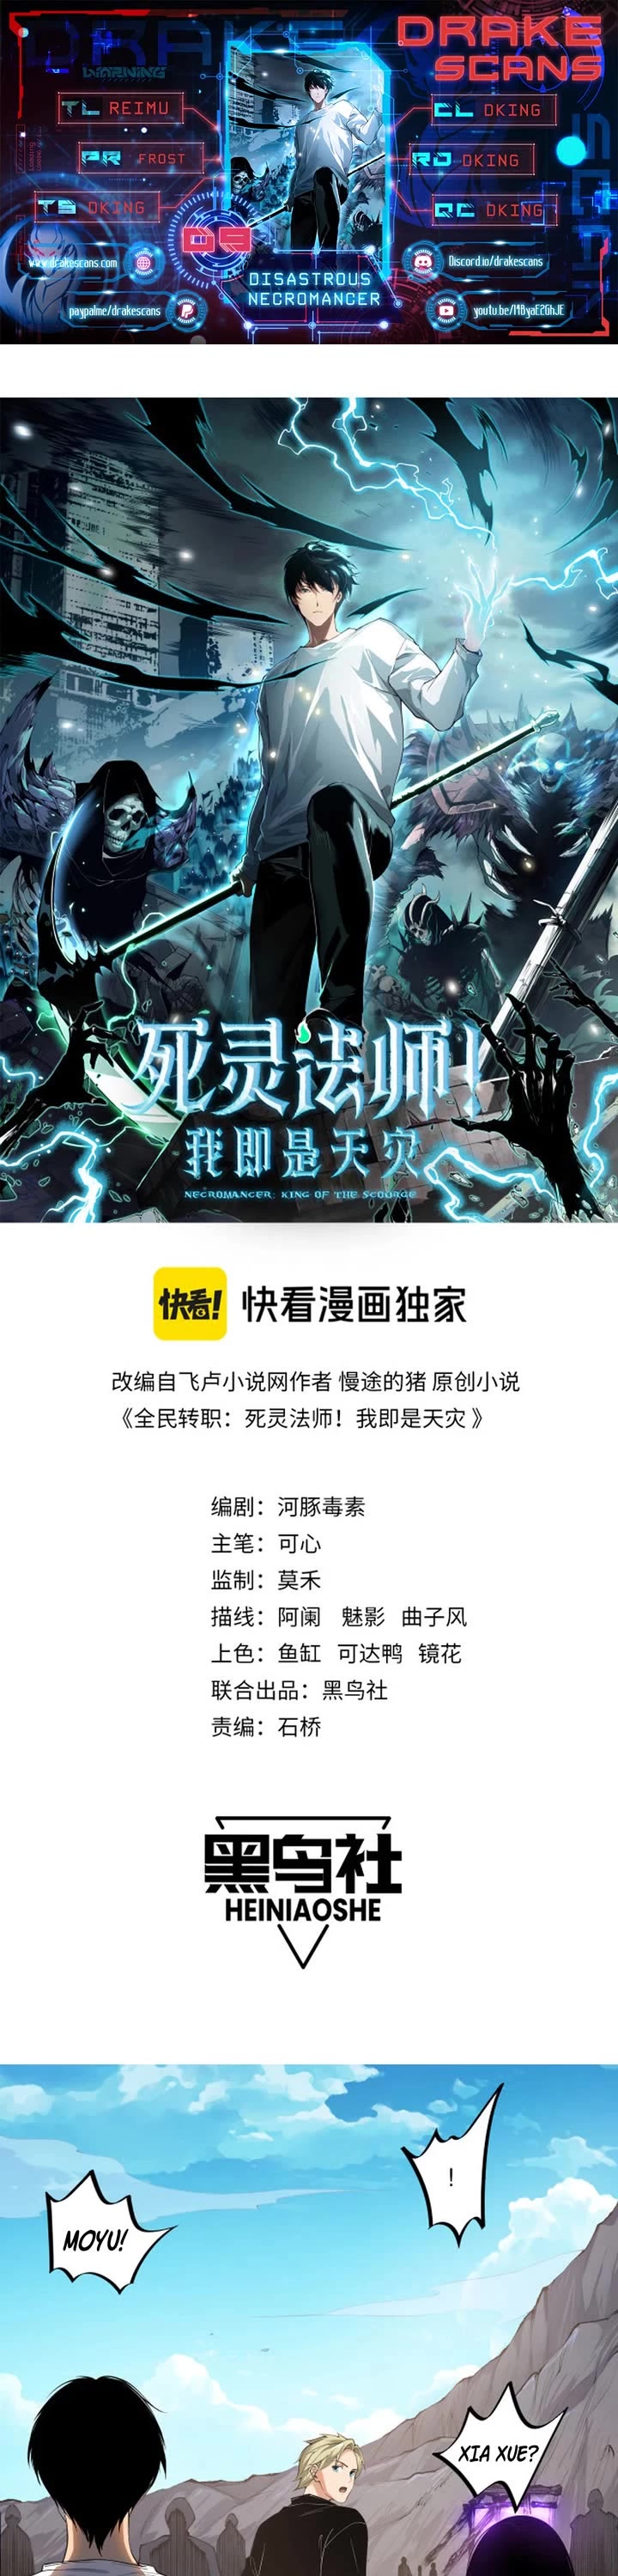 DRAKE
SCANS
WARNING
TL REIMU
CL DKING
PR FROST
RD DKING
TS DKING
QC DKING
09
www.drakescans.com
Discord.io/drakescans
DISASTROUS
NECROMANCER
paypalme/drakescans
死灵法师!
我即是天灾
NECROMANCER: KING OF THE SCOURGE
快看! 快看漫画独家
改编自飞卢小说网作者 慢途的猪 原创小说
《全民转职：死灵法师！我即是天灾 》
编剧：河豚毒素
主笔：可心
监制：莫禾
描线：阿阑 魅影 曲子风
上色：鱼缸 可达鸭 镜花
联合出品：黑鸟社
责编：石桥
黑鸟社
HEINIAOSHE
!
MOYU!
XIA XUE?